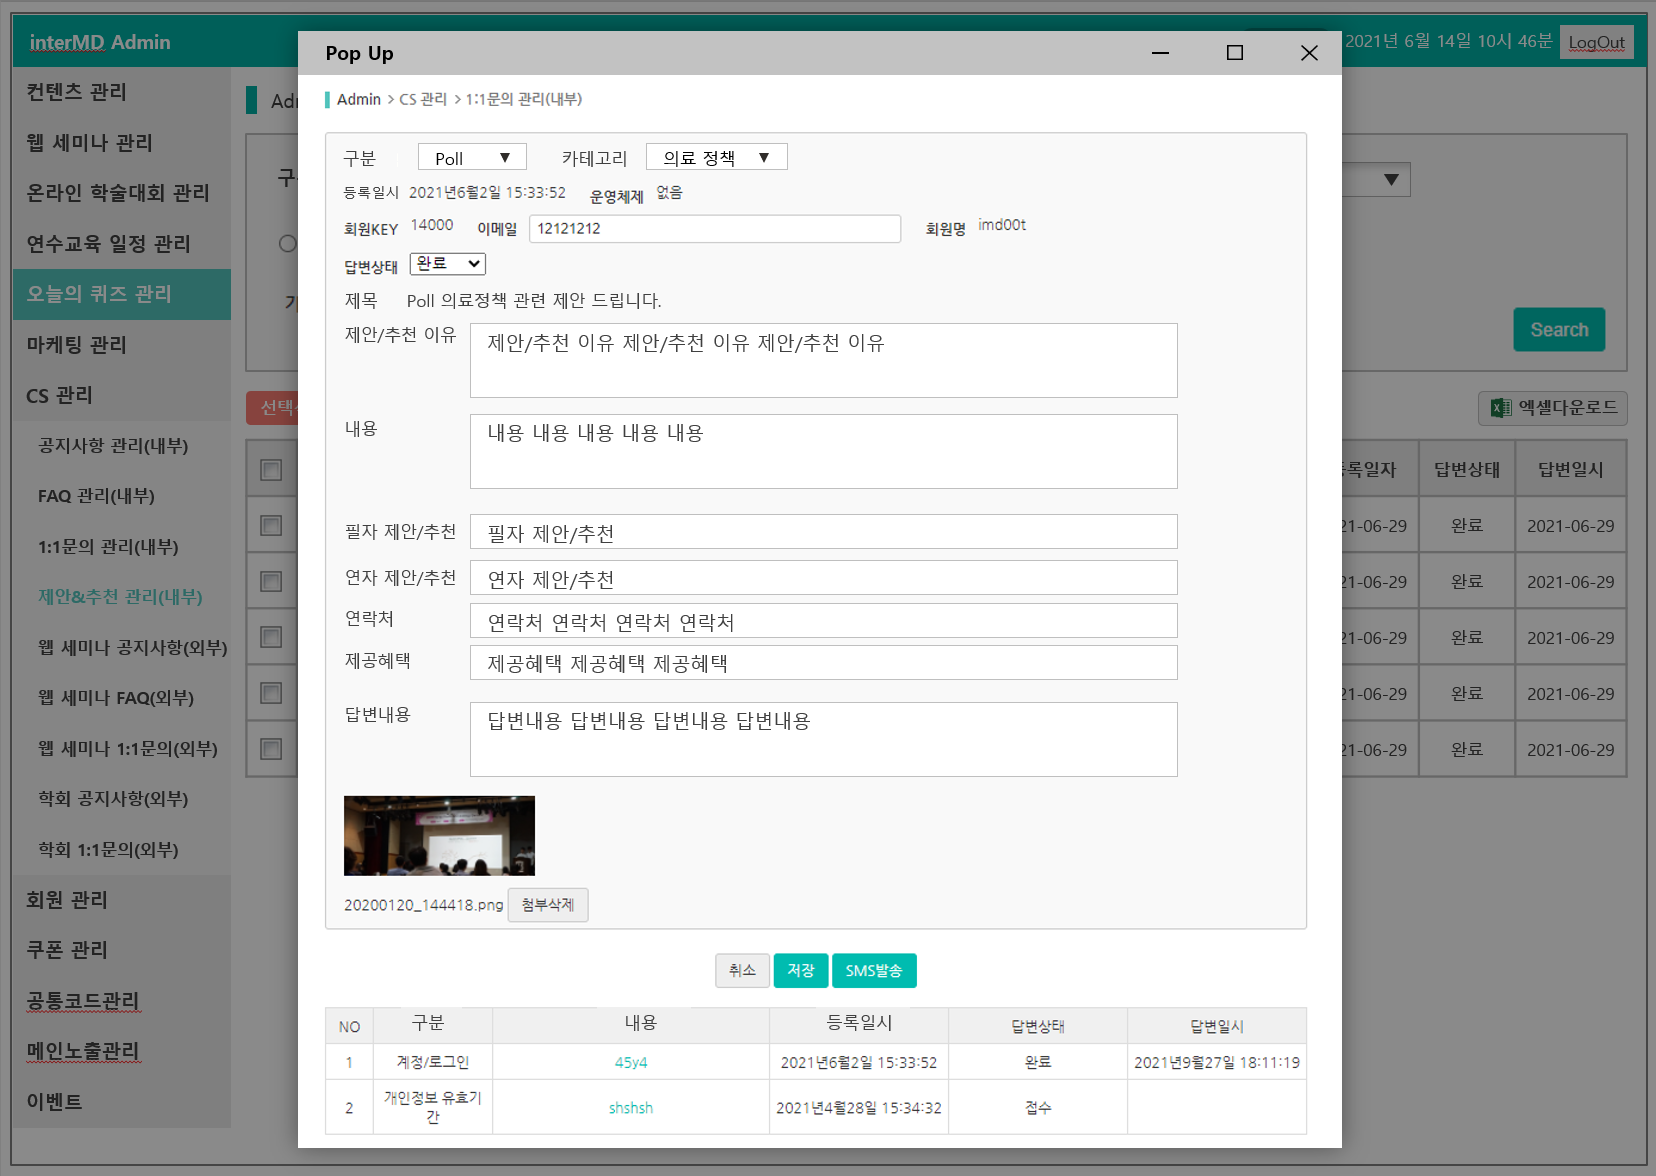 interMD Admin
2021년 6월 14일 10시 46분
LogOut
컨텐츠 관리
웹 세미나 관리
온라인 학술대회 관리
연수교육 일정 관리
오늘의 퀴즈 관리
마케팅 관리
CS 관리
공지사항 관리(내부)
FAQ 관리(내부)
1:1문의 관리(내부)
제안&추천 관리(내부)
웹 세미나 공지사항(외부)
웹 세미나 FAQ(외부)
웹 세미나 1:1문의(외부)
학회 공지사항(외부)
학회 1:1문의(외부)
회원 관리
쿠폰 관리
공통코드관리
메인노출관리
이벤트
Search
엑셀다운로드
답변상태 답변일시
완료 2021-06-29
완료 2021-06-29
완료 2021-06-29
완료 2021-06-29
완료 2021-06-29
Pop Up
Admin > CS 관리 > 1:1문의 관리(내부)
구분 Poll ▼ 카테고리 의료 정책 ▼
등록일시 2021년6월2일 15:33:52 운영체제 없음
회원KEY 14000 이메일 12121212 회원명 imd00t
답변상태 완료
제목 Poll 의료정책 관련 제안 드립니다.
제안/추천 이유 제안/추천 이유 제안/추천 이유 제안/추천 이유
내용 내용 내용 내용 내용 내용
필자 제안/추천 필자 제안/추천
연자 제안/추천 연자 제안/추천
연락처 연락처 연락처 연락처 연락처
제공혜택 제공혜택 제공혜택 제공혜택
답변내용 답변내용 답변내용 답변내용 답변내용
20200120_144418.png 첨부삭제
취소 저장 SMS발송
NO 구분 내용 등록일시 답변상태 답변일시
1 계정/로그인 45y4 2021년6월2일 15:33:52 완료 2021년9월27일 18:11:19
2 개인정보 유효기간 shshsh 2021년4월28일 15:34:32 접수